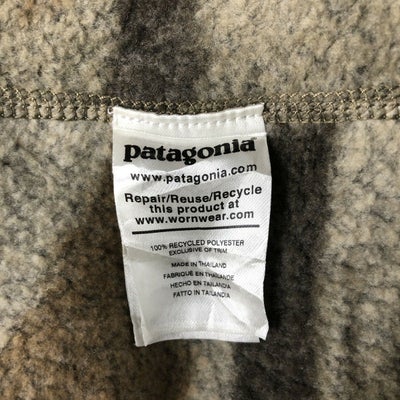 patagonia
www.patagonia.com
Repair/Reuse/Recycle
this product at
www.wornwear.com
100% RECYCLED POLYESTER
EXCLUSIVE OF TRIM
MADE IN THAILAND
FABRIQUÉ EN THAÏLANDE
HECHO EN TAILANDIA
FATTO IN TAILANDIA